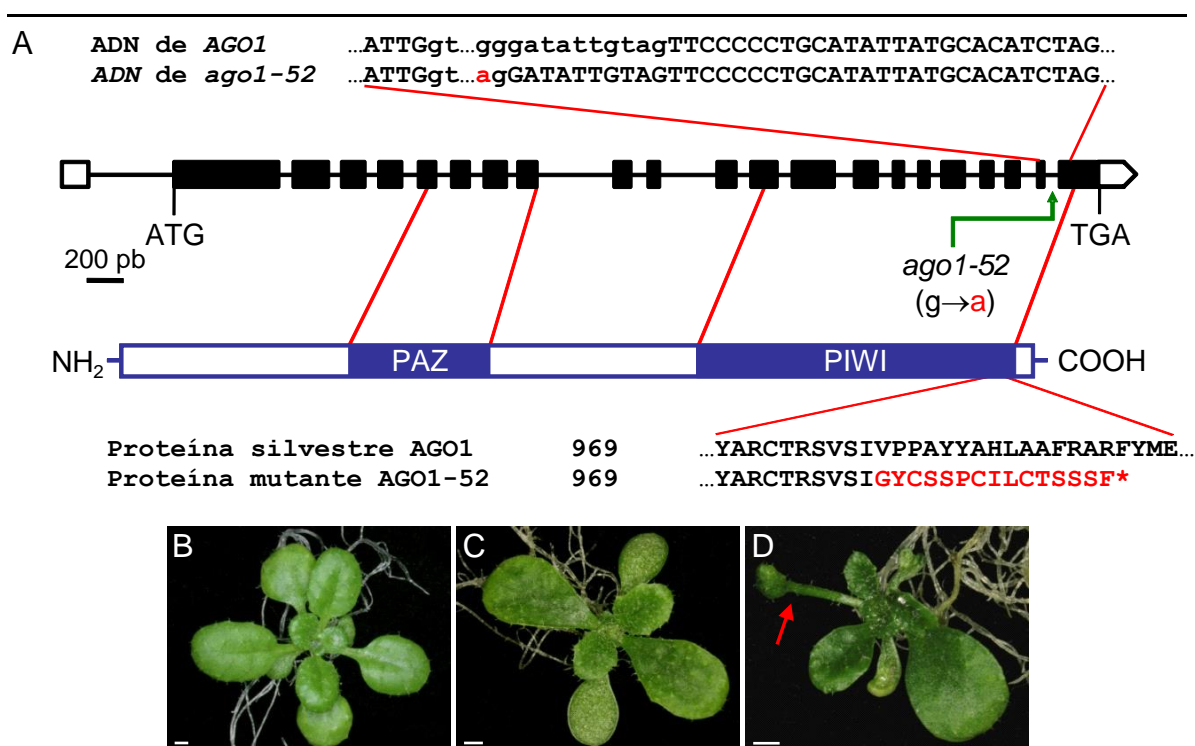 A
ADN de AGO1 …ATTGgt…gggatattgtagTTCCCCCTGCATATTATGCACATCTAG…
ADN de ago1-52 …ATTGgt…agGATATTGTAGTTCCCCCTGCATATTATGCACATCTAG…
ATG
TGA
200 pb
ago1-52
(g→a)
NH2
PAZ
PIWI
COOH
Proteína silvestre AGO1 969 …YARCTRSVSIVPPAYYAHLAAFRARFYME…
Proteína mutante AGO1-52 969 …YARCTRSVSIGYCSSPCILCTSSSF*
B
C
D